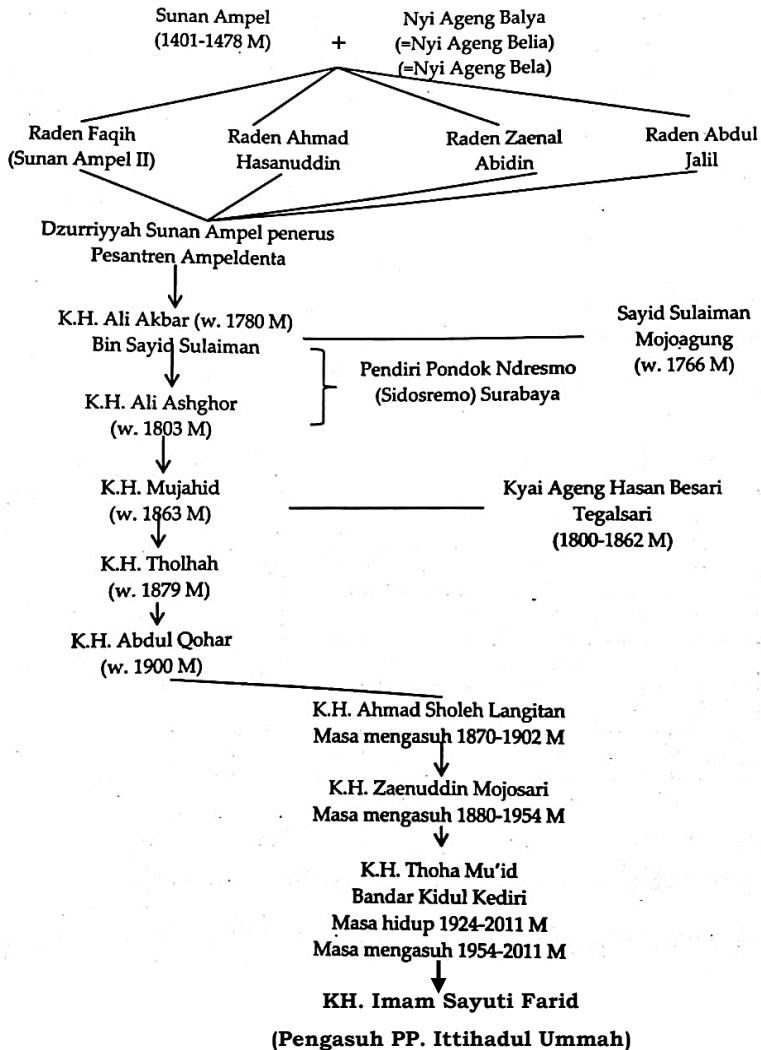 Sunan Ampel
(1401-1478 M)
+
Nyi Ageng Balya
(=Nyi Ageng Belia)
(=Nyi Ageng Bela)
Raden Faqih
(Sunan Ampel II)
Raden Ahmad
Hasanuddin
Raden Zaenal
Abidin
Raden Abdul
Jalil
Dzurriyyah Sunan Ampel penerus
Pesantren Ampeldenta
K.H. Ali Akbar (w. 1780 M)
Bin Sayid Sulaiman
Sayid Sulaiman
Mojoagung
(w. 1766 M)
Pendiri Pondok Ndresmo
(Sidosremo) Surabaya
K.H. Ali Ashghor
(w. 1803 M)
K.H. Mujahid
(w. 1863 M)
Kyai Ageng Hasan Besari
Tegalsari
(1800-1862 M)
K.H. Tholhah
(w. 1879 M)
K.H. Abdul Qohar
(w. 1900 M)
K.H. Ahmad Sholeh Langitan
Masa mengasuh 1870-1902 M
K.H. Zaenuddin Mojosari
Masa mengasuh 1880-1954 M
K.H. Thoha Mu'id
Bandar Kidul Kediri
Masa hidup 1924-2011 M
Masa mengasuh 1954-2011 M
KH. Imam Sayuti Farid
(Pengasuh PP. Ittihadul Ummah)